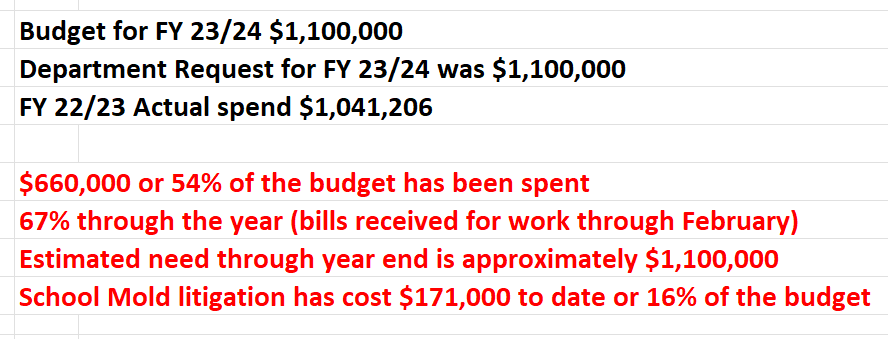 Budget for FY 23/24 $1,100,000
Department Request for FY 23/24 was $1,100,000
FY 22/23 Actual spend $1,041,206
$660,000 or 54% of the budget has been spent
67% through the year (bills received for work through February)
Estimated need through year end is approximately $1,100,000
School Mold litigation has cost $171,000 to date or 16% of the budget